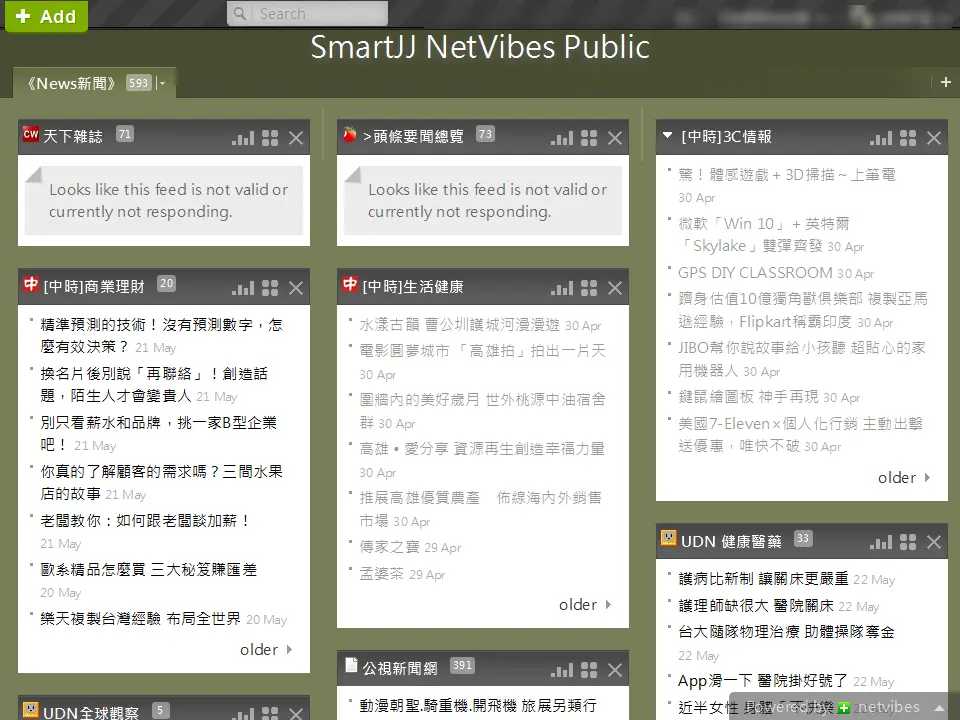 Add
Search
SmartJJ NetVibes Public
《News新聞》 593
天下雜誌 71
Looks like this feed is not valid or
currently not responding.
[中時]商業理財 20
精準預測的技術！沒有預測數字，怎
麼有效決策？ 21 May
換名片後別說「再聯絡」！創造話
題，陌生人才會變貴人 21 May
別只看薪水和品牌，挑一家B型企業
吧！ 21 May
你真的了解顧客的需求嗎？三間水果
店的故事 21 May
老闆教你：如何跟老闆談加薪！
21 May
歐系精品怎麼買 三大秘笈賺匯差
20 May
樂天複製台灣經驗 布局全世界 20 May
older
UDN全球觀察 5
>頭條要聞總覽 73
Looks like this feed is not valid or
currently not responding.
[中時]生活健康
水漾古韻 曹公圳護城河漫漫遊 30 Apr
電影圓夢城市 「高雄拍」拍出一片天
30 Apr
圍牆內的美好歲月 世外桃源中油宿舍
群 30 Apr
高雄•愛分享 資源再生創造幸福力量
30 Apr
推展高雄優質農產　佈線海內外銷售
市場 30 Apr
傳家之寶 29 Apr
孟婆茶 29 Apr
older
公視新聞網 391
動漫朝聖.騎重機.開飛機 旅展另類行
[中時]3C情報
驚！體感遊戲＋3D掃描～上筆電
30 Apr
微軟「Win 10」＋英特爾
「Skylake」雙彈齊發 30 Apr
GPS DIY CLASSROOM 30 Apr
躋身估值10億獨角獸俱樂部 複製亞馬
遜經驗，Flipkart稱霸印度 30 Apr
JIBO幫你說故事給小孩聽 超貼心的家
用機器人 30 Apr
鍵鼠繪圖板 神手再現 30 Apr
美國7-Eleven×個人化行銷 主動出擊
送優惠，唯快不破 30 Apr
older
UDN 健康醫藥 33
護病比新制 讓關床更嚴重 22 May
護理師缺很大 醫院關床 22 May
台大隨隊物理治療 助體操隊奪金
22 May
App滑一下 醫院掛好號了 22 May
近半女性 身體
powered by netvibes